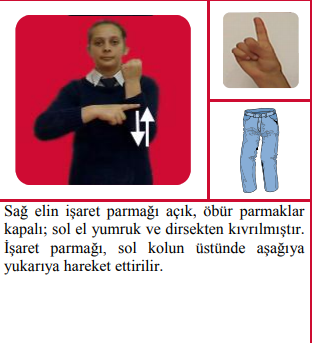 Sağ elin işaret parmağı açık, öbür parmaklar
kapalı; sol el yumruk ve dirsekten kıvrılmıştır.
İşaret parmağı, sol kolun üstünde aşağıya
yukarıya hareket ettirilir.